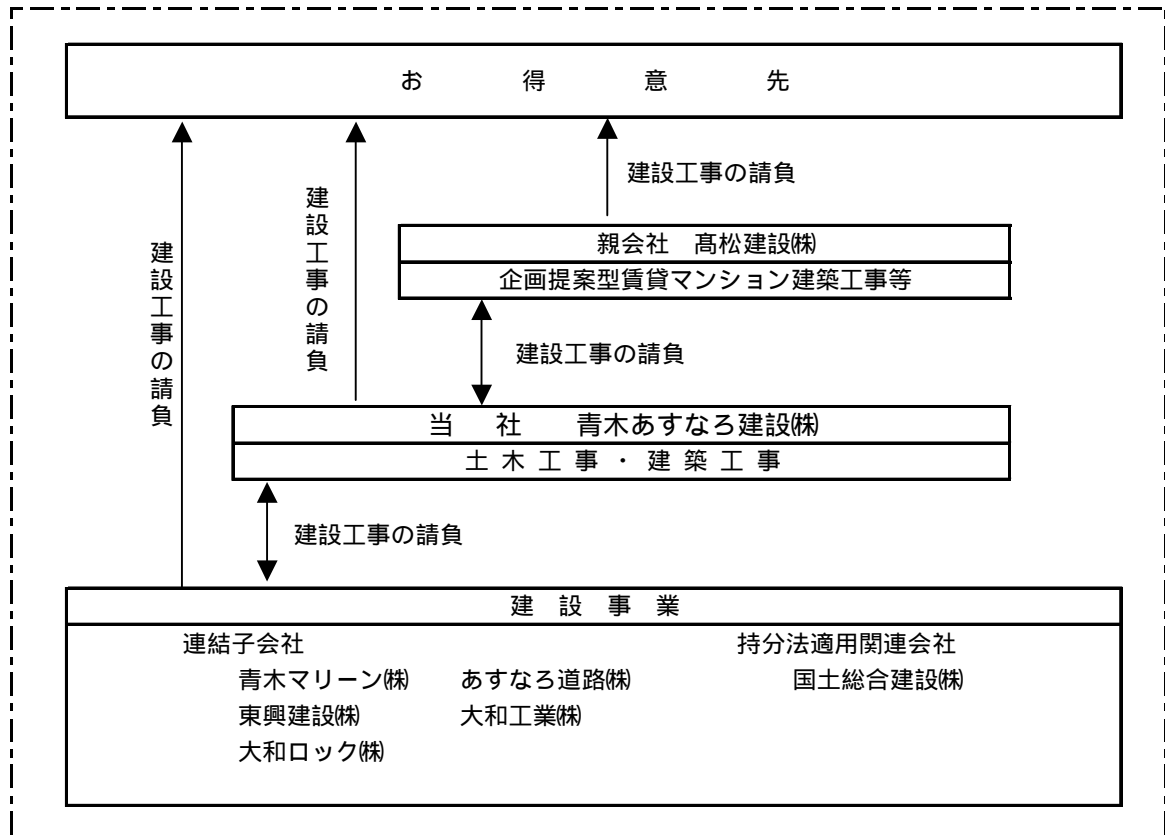 お得意先
建設工事の請負
建設工事の請負
建設工事の請負
親会社 髙松建設㈱
企画提案型賃貸マンション建築工事等
建設工事の請負
当社 青木あすなろ建設㈱
土木工事・建築工事
建設工事の請負
建設事業
連結子会社 持分法適用関連会社
青木マリーン㈱ あすなろ道路㈱ 国土総合建設㈱
東興建設㈱ 大和工業㈱
大和ロック㈱